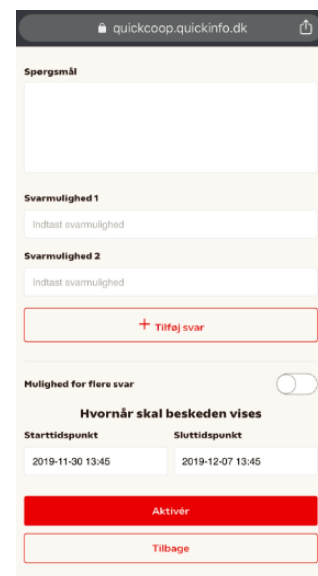 quickcoop.quickinfo.dk
Spørgsmål
Svarmulighed 1
Indtast svarmulighed
Svarmulighed 2
Indtast svarmulighed
+ Tilføj svar
Mulighed for flere svar
Hvornår skal beskeden vises
Starttidspunkt Sluttidspunkt
2019-11-30 13:45 2019-12-07 13:45
Aktivér
Tilbage